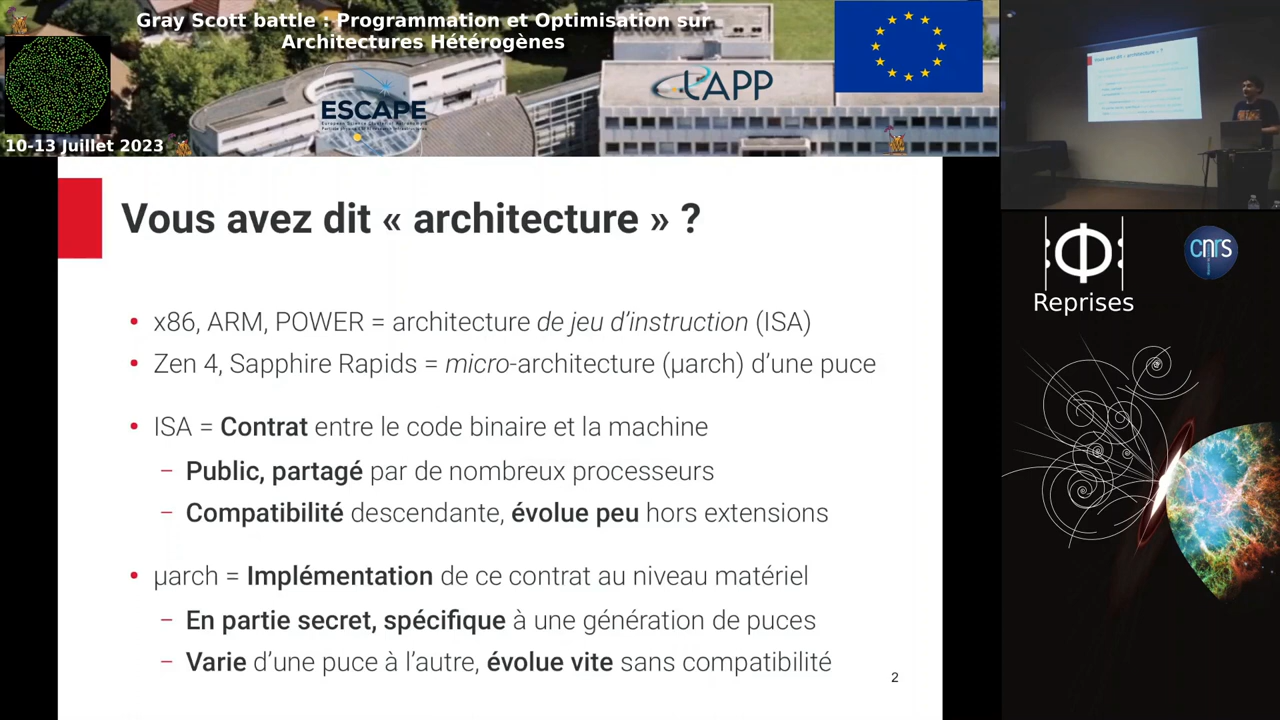 Gray Scott battle : Programmation et Optimisation sur
Architectures Hétérogènes
ESCAPE
LAPP
10-13 Juillet 2023
Vous avez dit « architecture » ?
• x86, ARM, POWER = architecture de jeu d’instruction (ISA)
• Zen 4, Sapphire Rapids = micro-architecture (µarch) d’une puce
• ISA = Contrat entre le code binaire et la machine
– Public, partagé par de nombreux processeurs
– Compatibilité descendante, évolue peu hors extensions
• µarch = Implémentation de ce contrat au niveau matériel
– En partie secret, spécifique à une génération de puces
– Varie d’une puce à l’autre, évolue vite sans compatibilité
2
Vous avez dit « architecture » ?
cnrs
Reprises